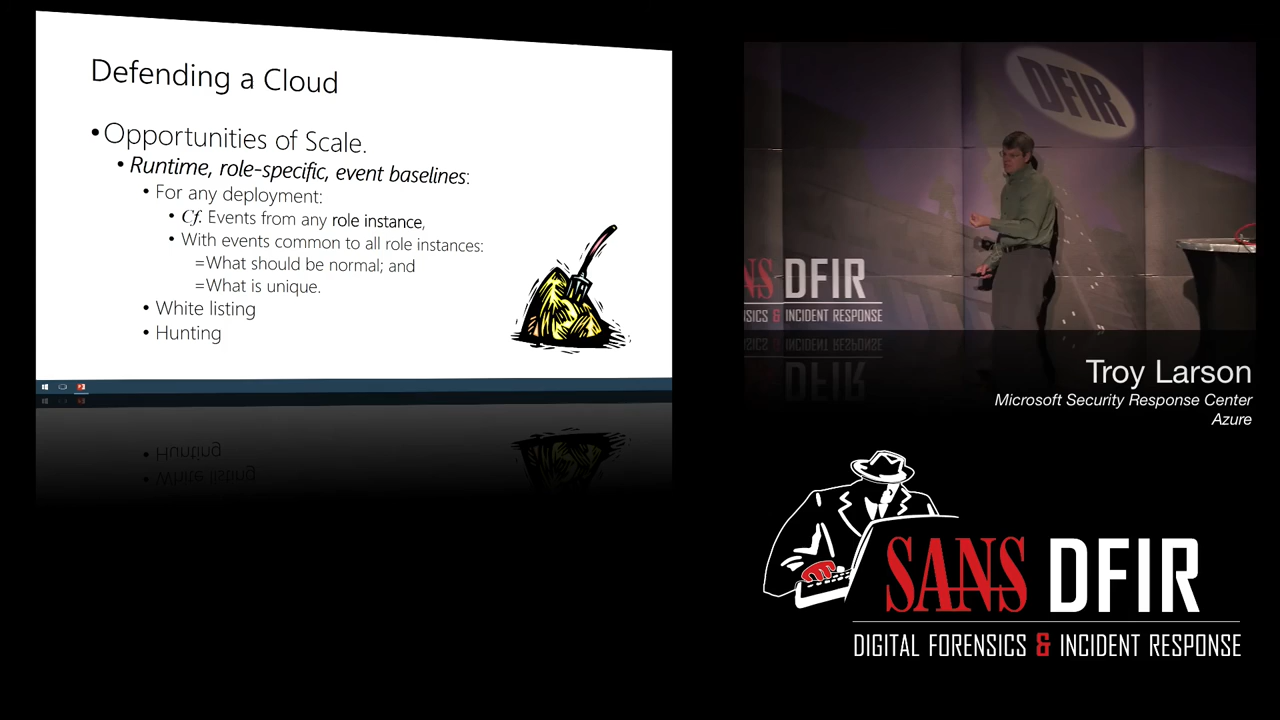 Defending a Cloud
•Opportunities of Scale.
• Runtime, role-specific, event baselines:
• For any deployment:
• Cf. Events from any role instance,
• With events common to all role instances:
=What should be normal; and
=What is unique.
• White listing
• Hunting
DFIR
SANS DFIR
SICS & INCIDENT RESPONSE
Troy Larson
Microsoft Security Response Center
Azure
SANS DFIR
DIGITAL FORENSICS & INCIDENT RESPONSE